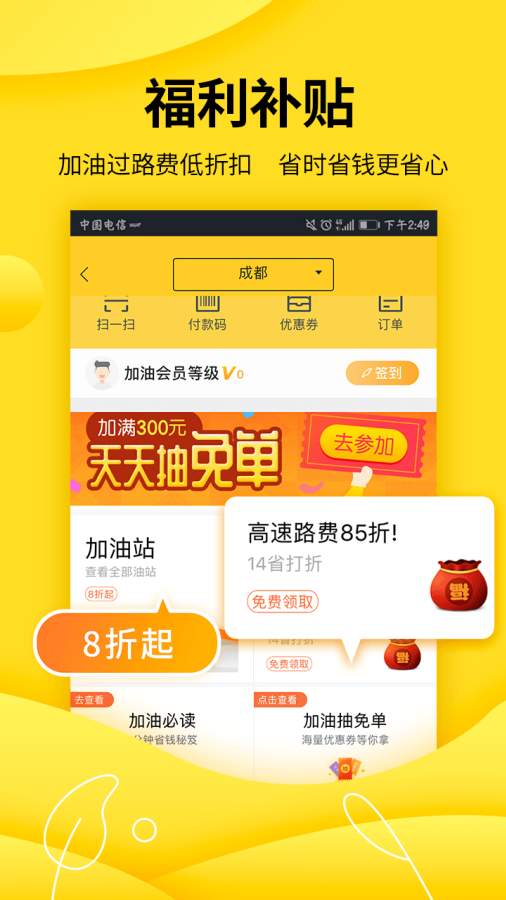 福利补贴
加油过路费低折扣 省时省钱更省心
中国电信
4G
下午2:49
成都
扫一扫
付款码
优惠券
订单
加油会员等级V0
签到
加满300元
天天抽免单
去参加
加油站
查看全部油站
8折起
高速路费85折!
14省打折
免费领取
8折起
14省打折
免费领取
去查看
加油必读
分钟省钱秘笈
点击查看
加油抽免单
海量优惠券等你拿